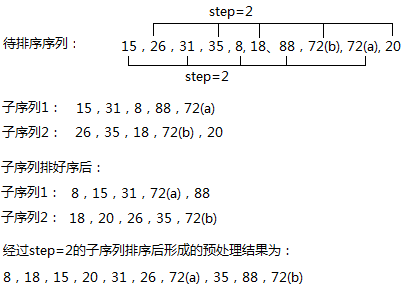 step=2
待排序序列： 15，26，31，35，8, 18、88，72(b), 72(a), 20
step=2
子序列1： 15，31，8，88，72(a)
子序列2： 26，35，18，72(b)，20
子序列排好序后：
子序列1： 8，15，31，72(a)，88
子序列2： 18，20，26，35，72(b)
经过step=2的子序列排序后形成的预处理结果为：
8，18，15，20，31，26，72(a)，35，88，72(b)